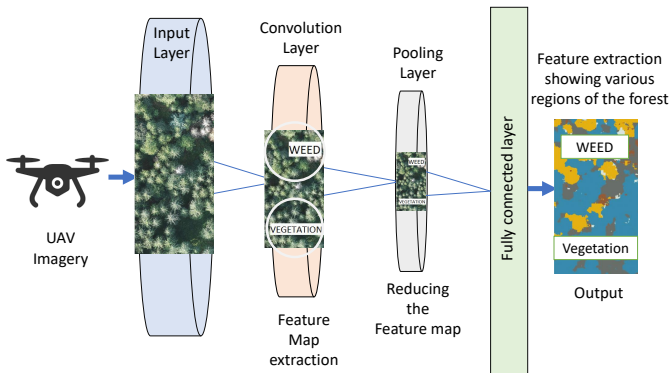 UAV
Imagery
Input
Layer
Convolution
Layer
WEED
VEGETATION
Feature
Map
extraction
Pooling
Layer
WEED
VEGETATION
Reducing
the
Feature map
Fully connected layer
Feature extraction
showing various
regions of the forest
WEED
Vegetation
Output